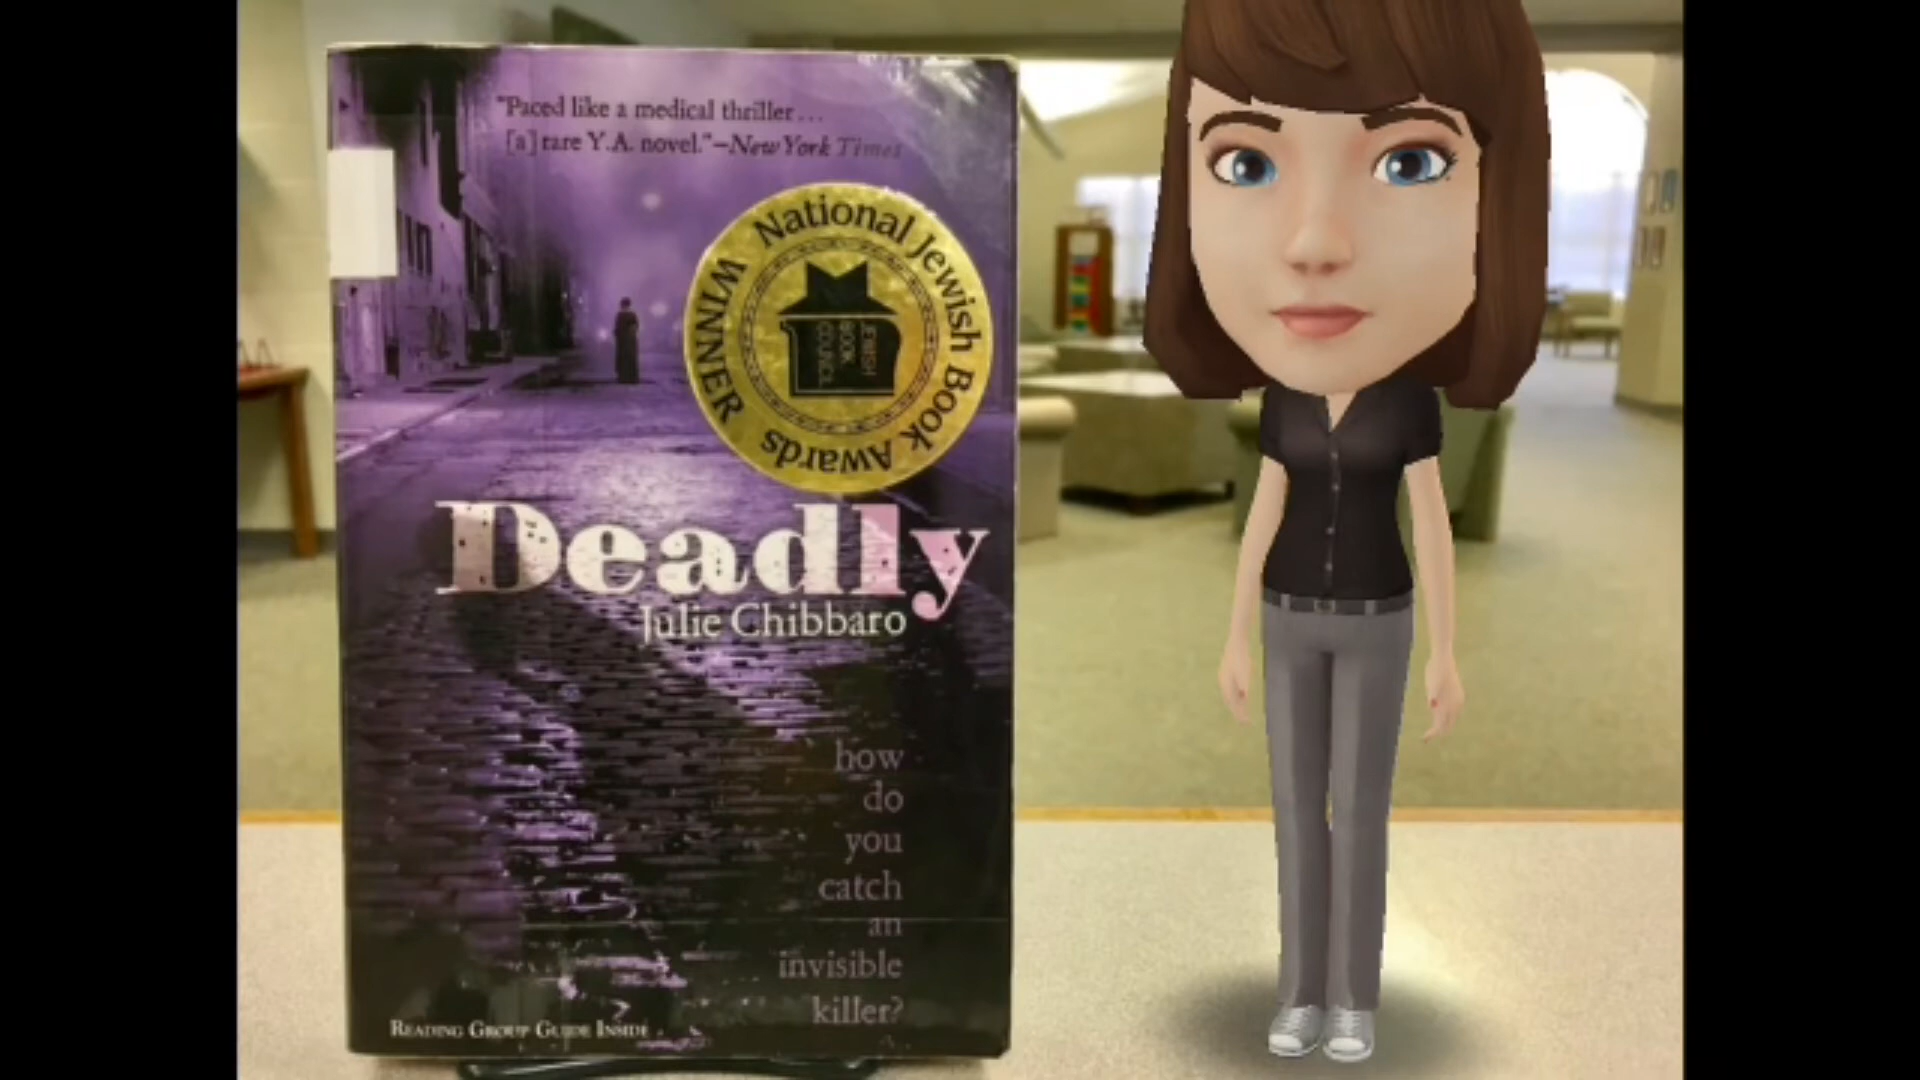 "Paced like a medical thriller...
[a] rare Y.A. novel."–New York Times
National Jewish Book Awards
WINNER
JEWISH
BOOK
COUNCIL
Deadly
Julie Chibbaro
how
do
you
catch
an
invisible
killer?
READING GROUP GUIDE INSIDE